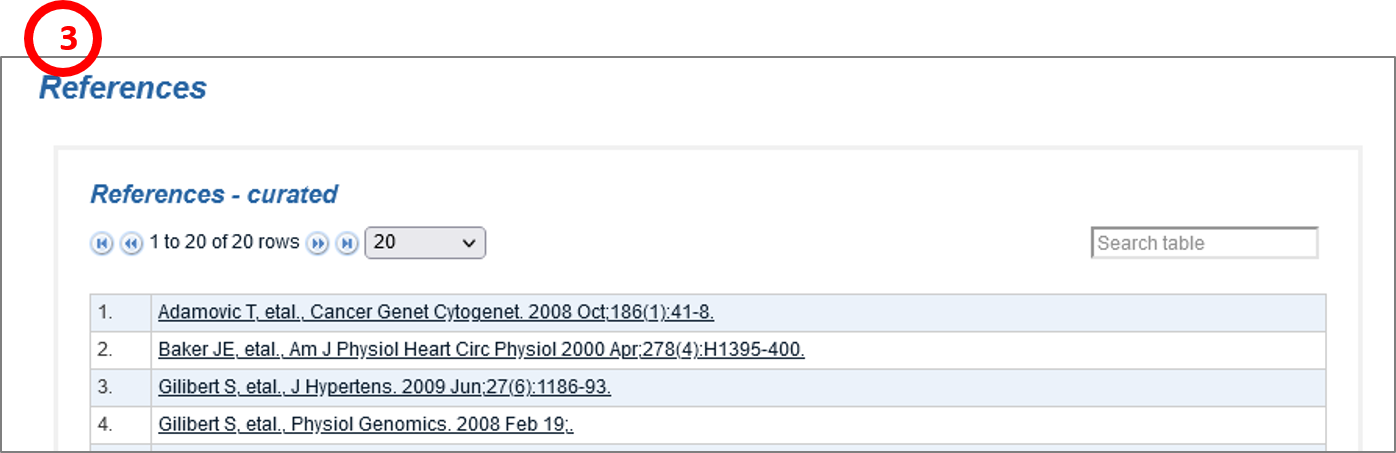 3
References
References - curated
1 to 20 of 20 rows 20 Search table
1. Adamovic T, etal., Cancer Genet Cytogenet. 2008 Oct;186(1):41-8.
2. Baker JE, etal., Am J Physiol Heart Circ Physiol 2000 Apr;278(4):H1395-400.
3. Gilibert S, etal., J Hypertens. 2009 Jun;27(6):1186-93.
4. Gilibert S, etal., Physiol Genomics. 2008 Feb 19;.